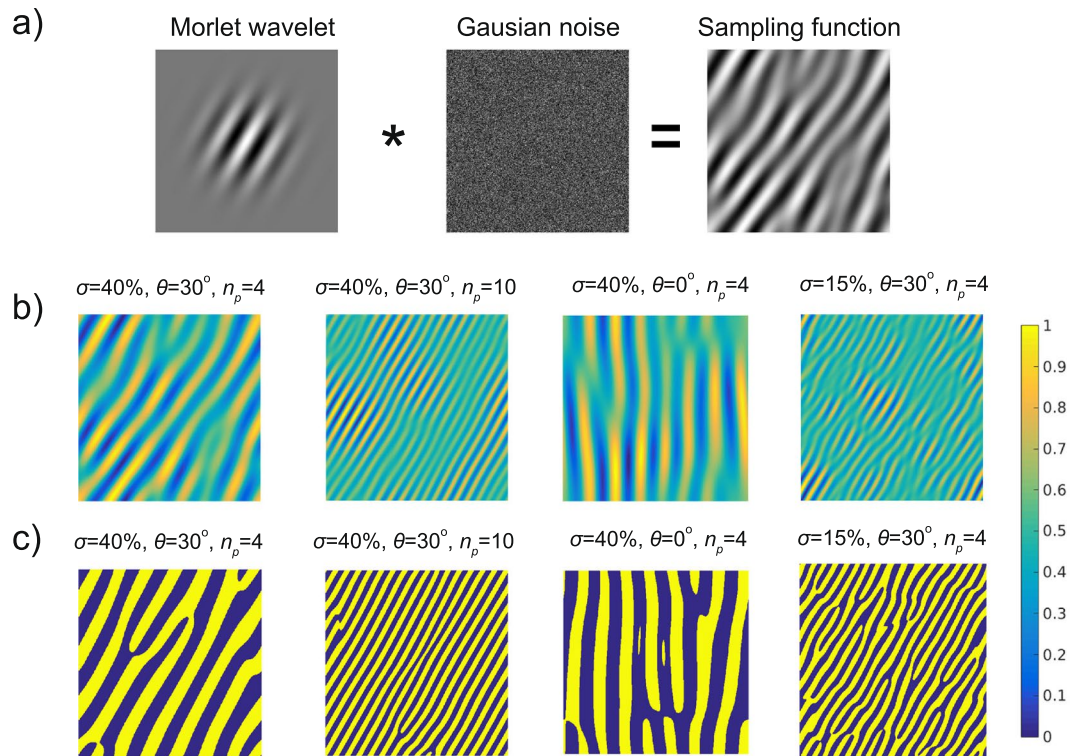 a)
Morlet wavelet
Gausian noise
Sampling function
*
=
b)
σ=40%, θ=30°, nₚ=4
σ=40%, θ=30°, nₚ=10
σ=40%, θ=0°, nₚ=4
σ=15%, θ=30°, nₚ=4
c)
σ=40%, θ=30°, nₚ=4
σ=40%, θ=30°, nₚ=10
σ=40%, θ=0°, nₚ=4
σ=15%, θ=30°, nₚ=4
1
0.9
0.8
0.7
0.6
0.5
0.4
0.3
0.2
0.1
0